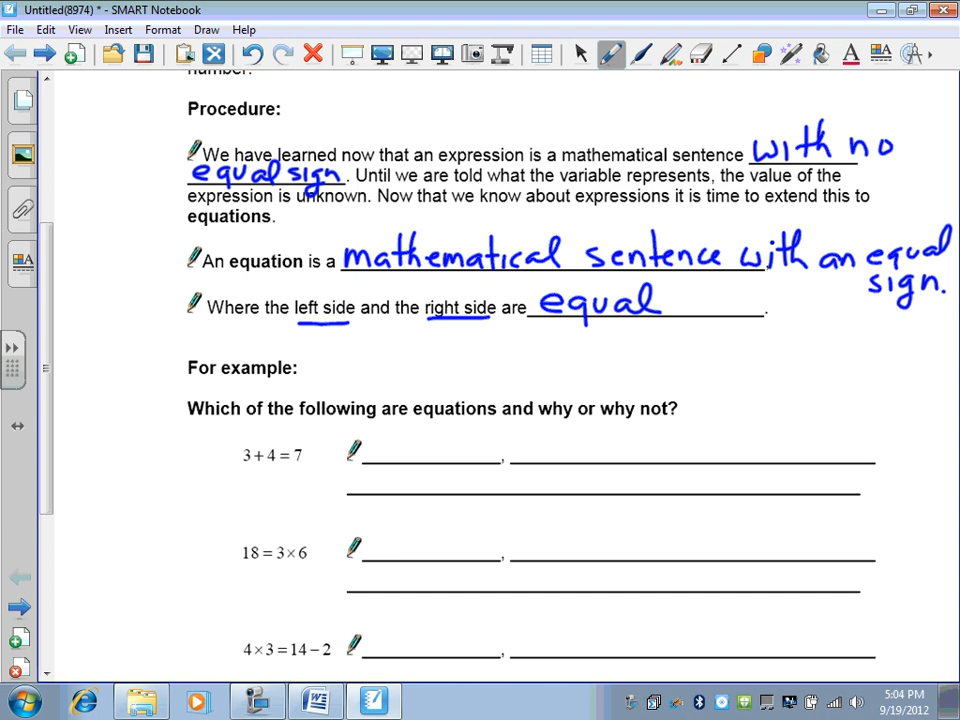 Untitled(8974) * - SMART Notebook
File Edit View Insert Format Draw Help
number.
Procedure:
We have learned now that an expression is a mathematical sentence with no
equal sign. Until we are told what the variable represents, the value of the
expression is unknown. Now that we know about expressions it is time to extend this to
equations.
An equation is a mathematical sentence with an equal
sign.
Where the left side and the right side are equal.
For example:
Which of the following are equations and why or why not?
3 + 4 = 7 ,
18 = 3 × 6 ,
4 × 3 = 14 − 2 ,
5:04 PM
9/19/2012